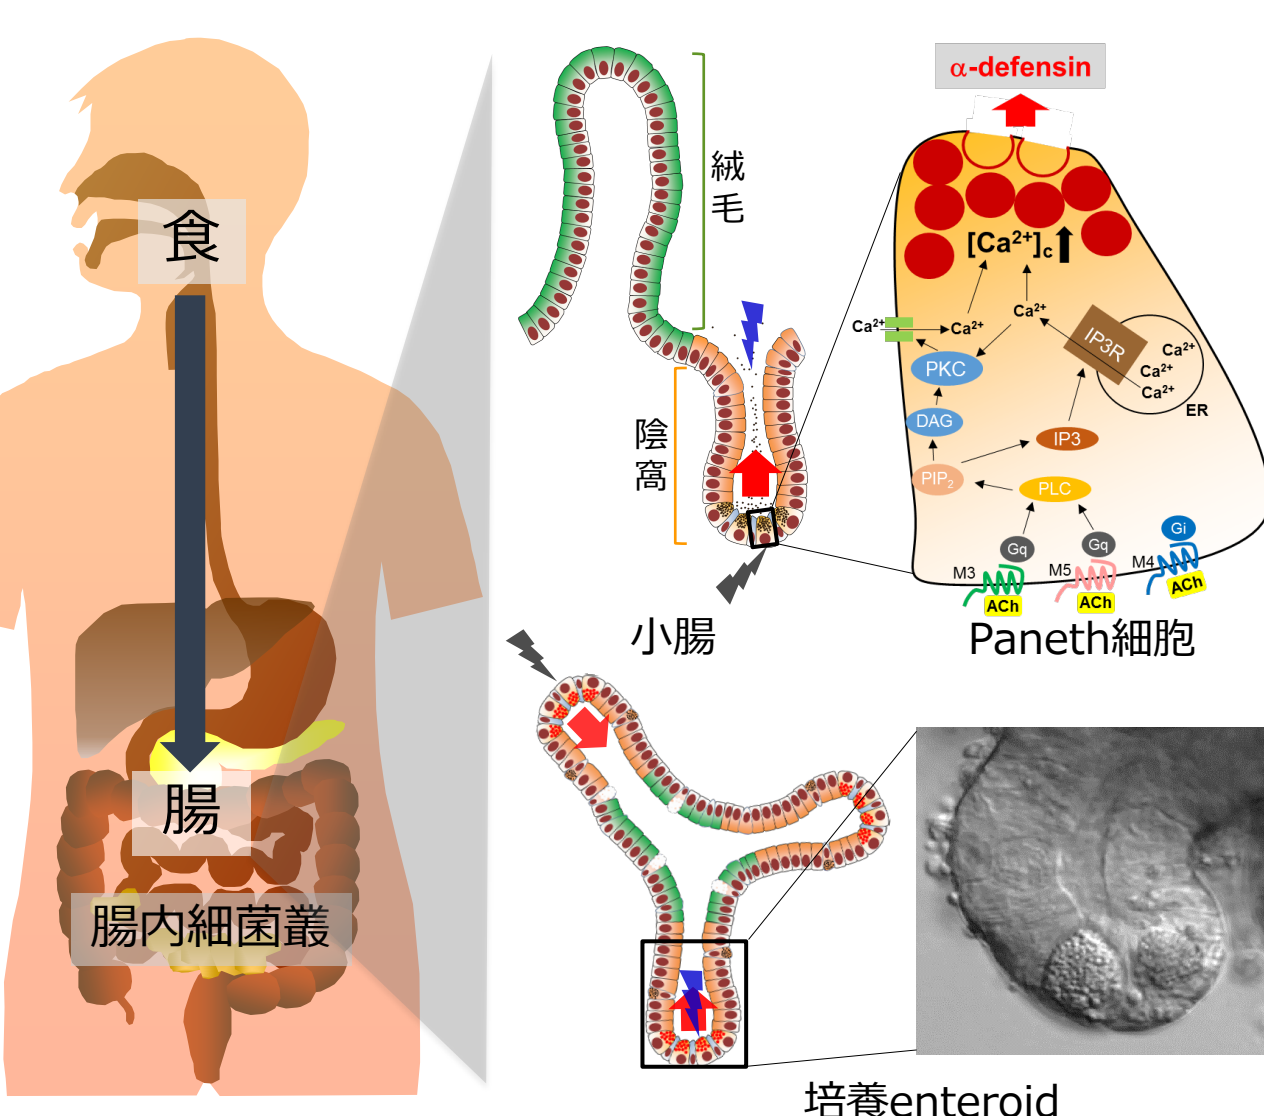 食
腸
腸内細菌叢
絨毛
陰窩
小腸
α-defensin
[Ca²⁺]c
Ca²⁺
Ca²⁺
Ca²⁺
IP3R
Ca²⁺
Ca²⁺
Ca²⁺
ER
PKC
DAG
IP3
PIP₂
PLC
Gq
Gq
Gi
M3
M5
M4
ACh
ACh
ACh
Paneth細胞
培養enteroid